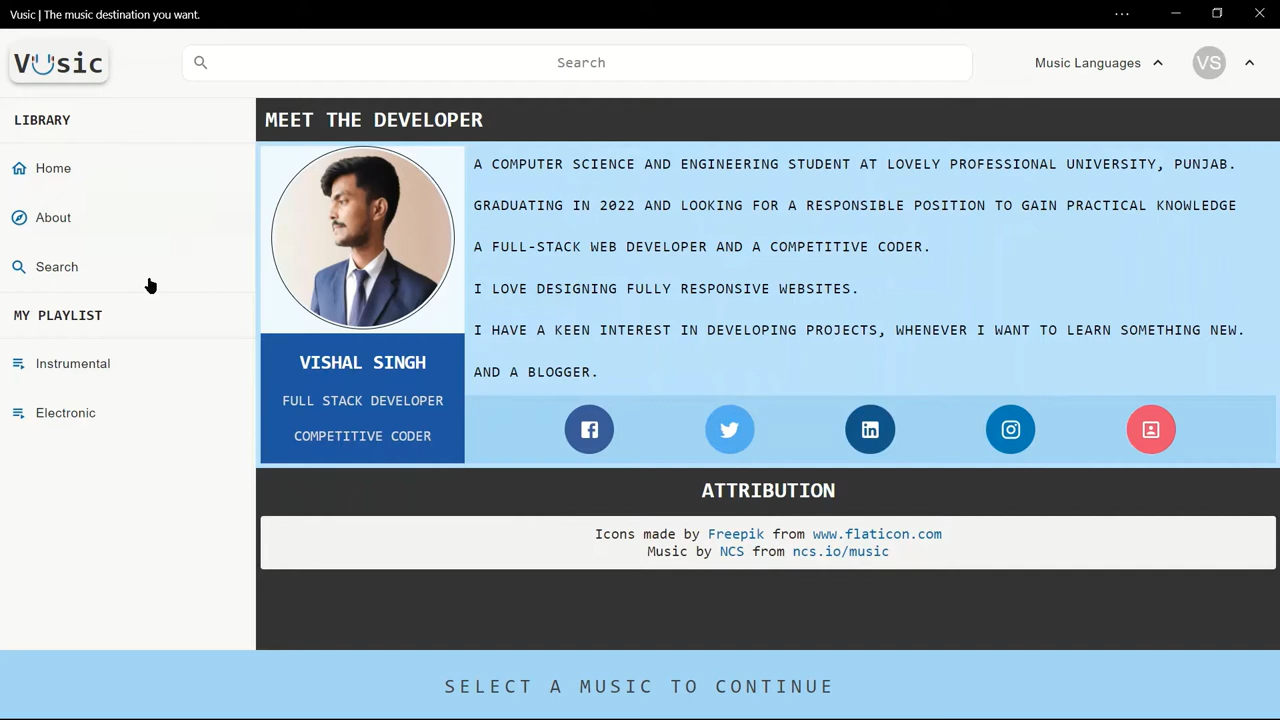 Vusic | The music destination you want.
Vusic
Search
Music Languages
VS
LIBRARY
Home
About
Search
MY PLAYLIST
Instrumental
Electronic
MEET THE DEVELOPER
VISHAL SINGH
FULL STACK DEVELOPER
COMPETITIVE CODER
A COMPUTER SCIENCE AND ENGINEERING STUDENT AT LOVELY PROFESSIONAL UNIVERSITY, PUNJAB.
GRADUATING IN 2022 AND LOOKING FOR A RESPONSIBLE POSITION TO GAIN PRACTICAL KNOWLEDGE
A FULL-STACK WEB DEVELOPER AND A COMPETITIVE CODER.
I LOVE DESIGNING FULLY RESPONSIVE WEBSITES.
I HAVE A KEEN INTEREST IN DEVELOPING PROJECTS, WHENEVER I WANT TO LEARN SOMETHING NEW.
AND A BLOGGER.
ATTRIBUTION
Icons made by Freepik from www.flaticon.com
Music by NCS from ncs.io/music
SELECT A MUSIC TO CONTINUE